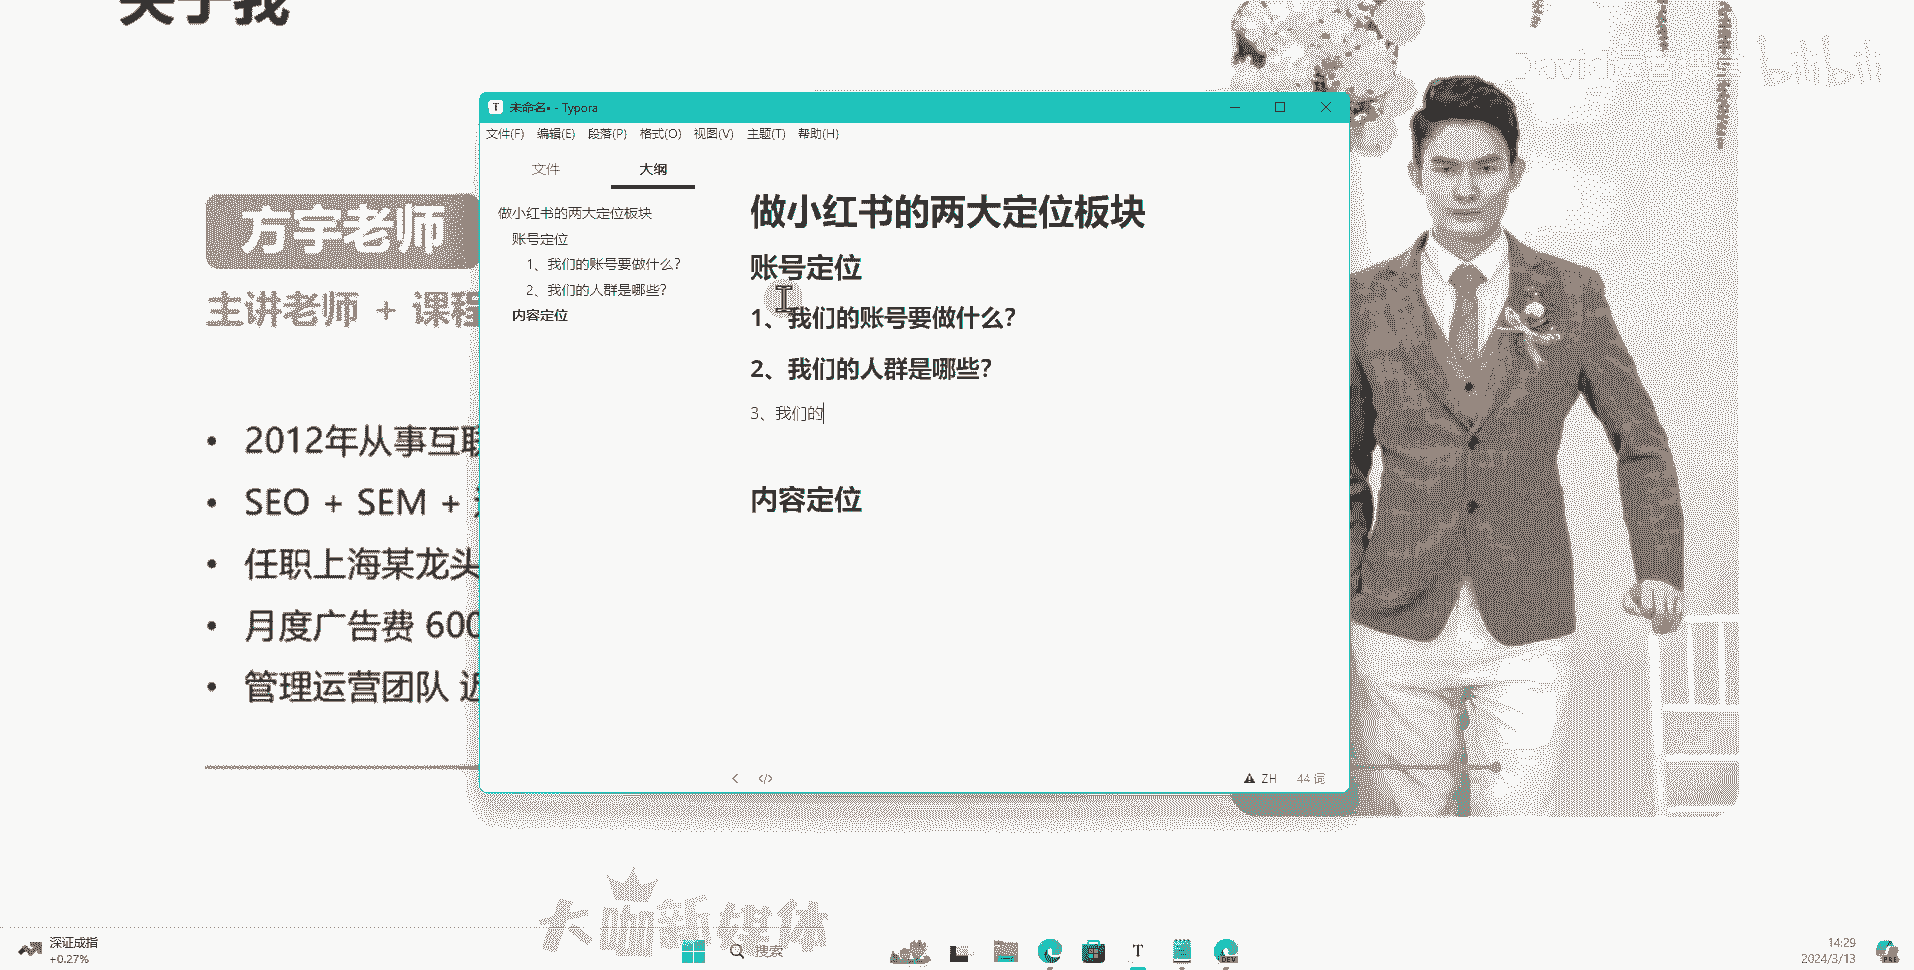 关于我
bilibili
方宇老师
主讲老师 + 课程
2012年从事互联
SEO + SEM +
任职上海某龙头
月度广告费 600
管理运营团队 近
未命名• - Typora
文件(F) 编辑(E) 段落(P) 格式(O) 视图(V) 主题(T) 帮助(H)
文件 大纲
做小红书的两大定位板块
账号定位
1、我们的账号要做什么？
2、我们的人群是哪些？
内容定位
做小红书的两大定位板块
账号定位
1、我们的账号要做什么？
2、我们的人群是哪些？
3、我们的
内容定位
ZH 44 词
大咖新媒体
深证成指
+0.27%
搜索
T
DEV
PRE
14:29
2024/3/13